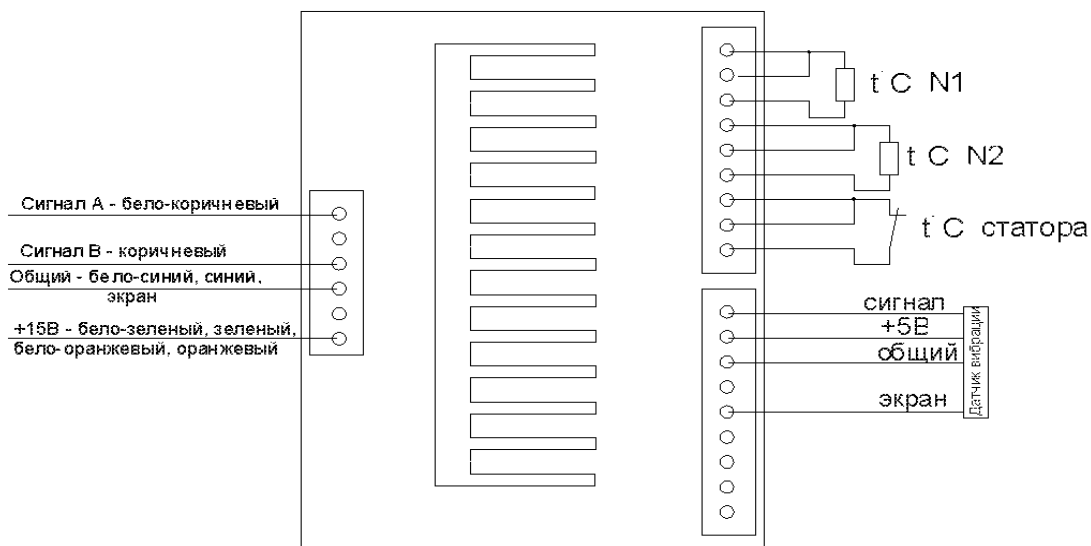 t°C N1
t°C N2
t°C статора
Сигнал А - бело-коричневый
Сигнал В - коричневый
Общий - бело-синий, синий,
экран
+15В - бело-зеленый, зеленый,
бело-оранжевый, оранжевый
сигнал
+5В
общий
экран
Датчик вибрации